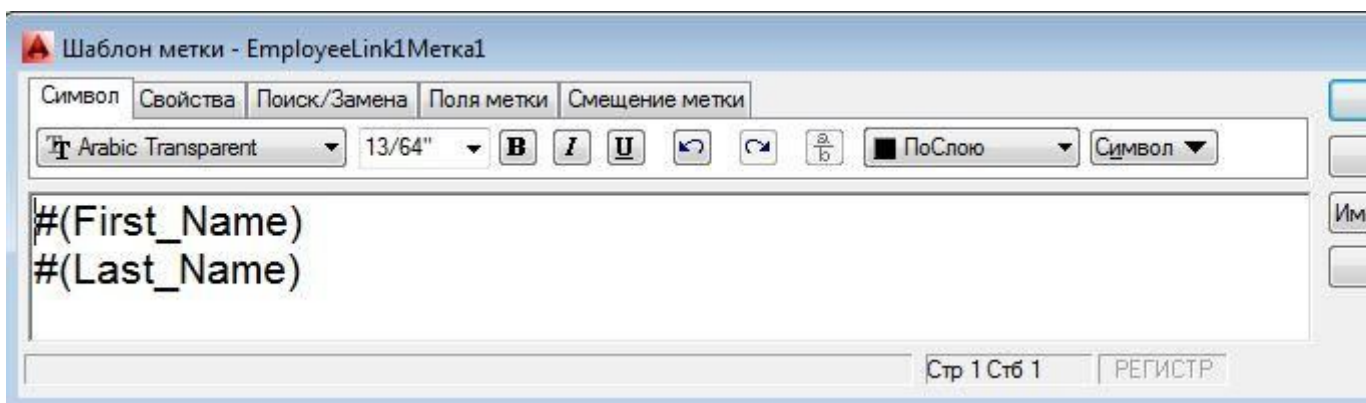 Шаблон метки - EmployeeLink1Метка1
Символ Свойства Поиск/Замена Поля метки Смещение метки
Arabic Transparent 13/64" B I U a/b ПоСлою Символ
#(First_Name)
#(Last_Name)
Им
Стр 1 Стб 1 РЕГИСТР